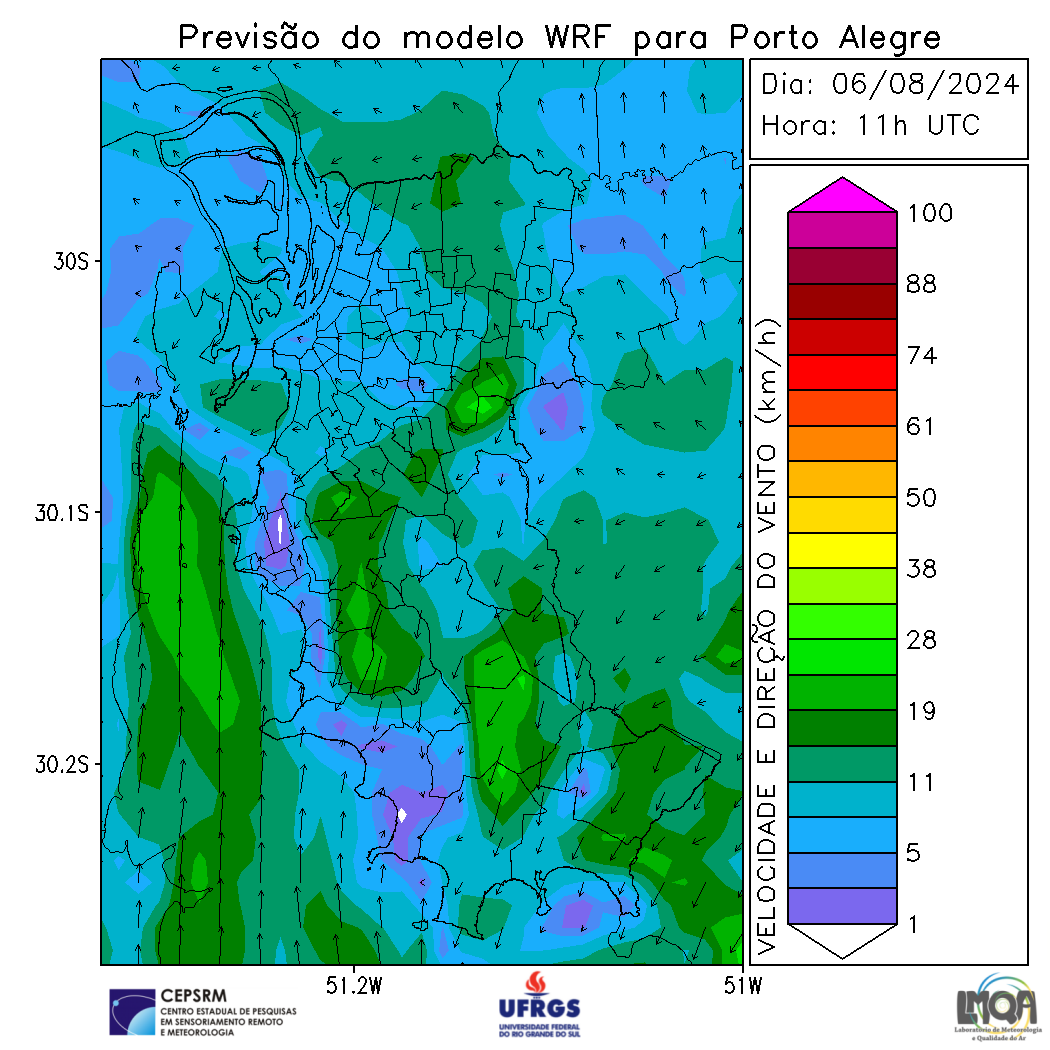 Previsão do modelo WRF para Porto Alegre
Dia: 06/08/2024
Hora: 11h UTC
30S
30.1S
30.2S
51.2W
51W
VELOCIDADE E DIREÇÃO DO VENTO (km/h)
100
88
74
61
50
38
28
19
11
5
1
CEPSRM
CENTRO ESTADUAL DE PESQUISAS
EM SENSORIAMENTO REMOTO
E METEOROLOGIA
UFRGS
UNIVERSIDADE FEDERAL
DO RIO GRANDE DO SUL
LMQA
Laboratório de Meteorologia
e Qualidade do Ar